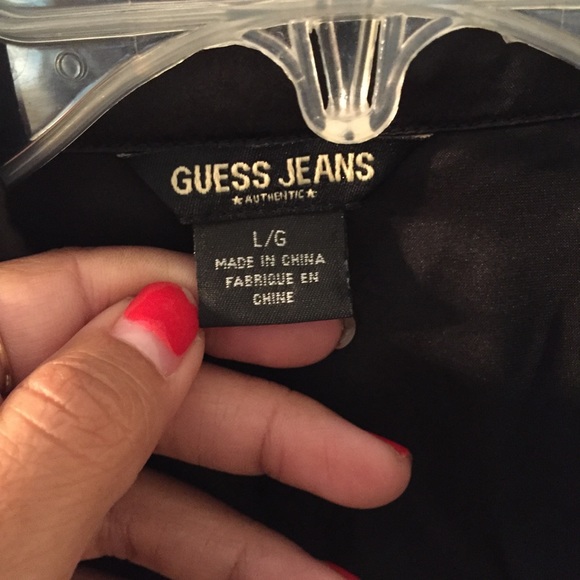 GUESS JEANS
★ AUTHENTIC ★
L/G
MADE IN CHINA
FABRIQUE EN
CHINE